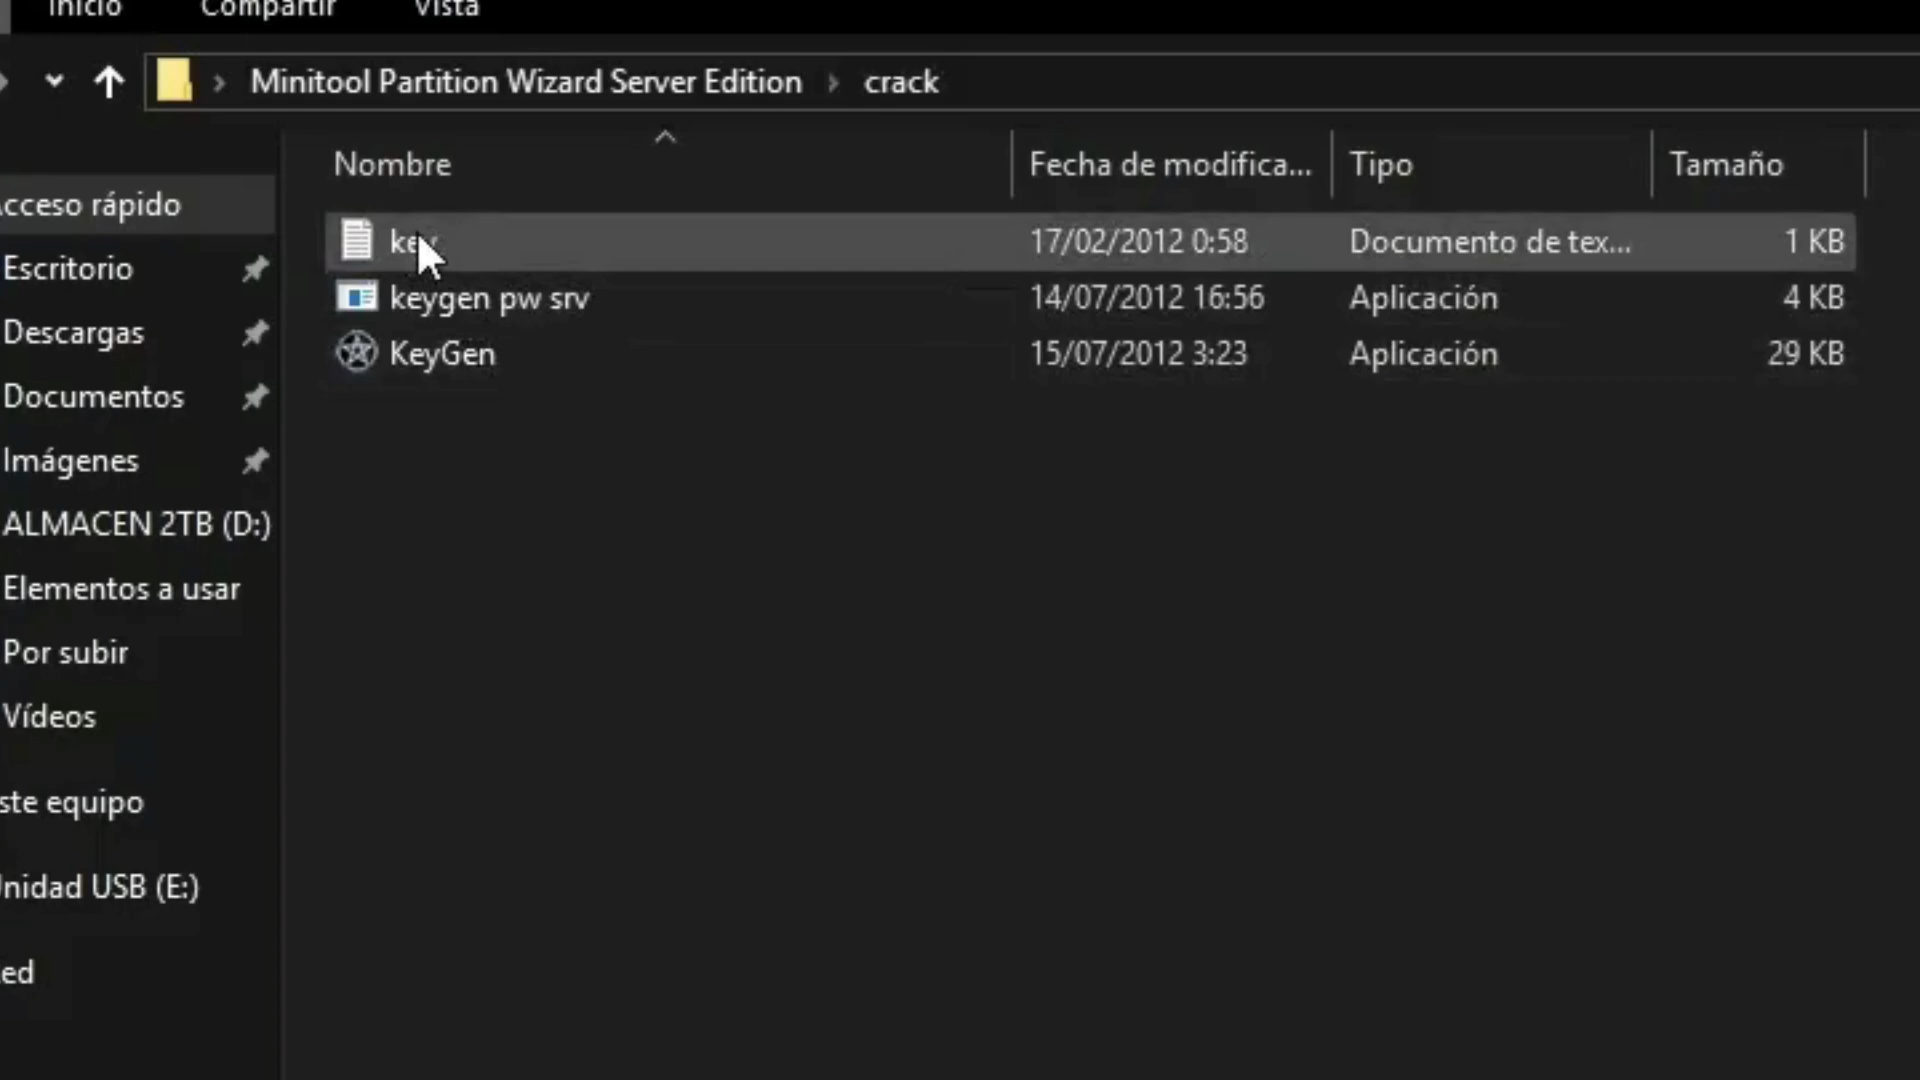 Inicio Compartir Vista
Minitool Partition Wizard Server Edition crack
Nombre Fecha de modifica... Tipo Tamaño
key 17/02/2012 0:58 Documento de tex... 1 KB
keygen pw srv 14/07/2012 16:56 Aplicación 4 KB
KeyGen 15/07/2012 3:23 Aplicación 29 KB
Acceso rápido
Escritorio
Descargas
Documentos
Imágenes
ALMACEN 2TB (D:)
Elementos a usar
Por subir
Vídeos
ste equipo
Unidad USB (E:)
ed